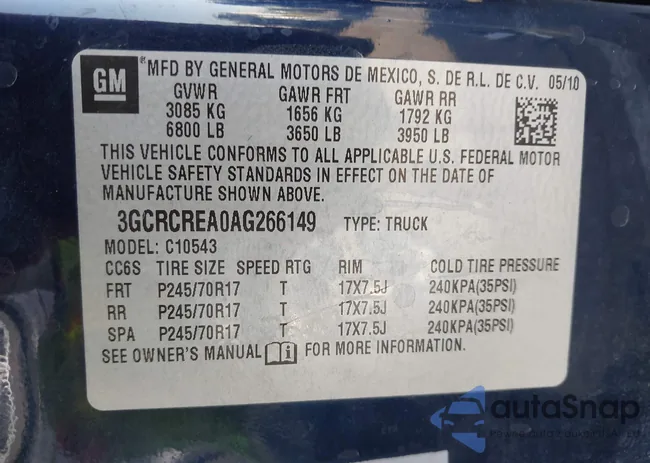 GM MFD BY GENERAL MOTORS DE MEXICO, S. DE R.L. DE C.V. 05/10
GVWR GAWR FRT GAWR RR
3085 KG 1656 KG 1792 KG
6800 LB 3650 LB 3950 LB
THIS VEHICLE CONFORMS TO ALL APPLICABLE U.S. FEDERAL MOTOR
VEHICLE SAFETY STANDARDS IN EFFECT ON THE DATE OF
MANUFACTURE SHOWN ABOVE.
3GCRCREA0AG266149 TYPE: TRUCK
MODEL: C10543
CC6S TIRE SIZE SPEED RTG RIM COLD TIRE PRESSURE
FRT P245/70R17 T 17X7.5J 240KPA(35PSI)
RR P245/70R17 T 17X7.5J 240KPA(35PSI)
SPA P245/70R17 T 17X7.5J 240KPA(35PSI)
SEE OWNER'S MANUAL i FOR MORE INFORMATION.
autoSnap